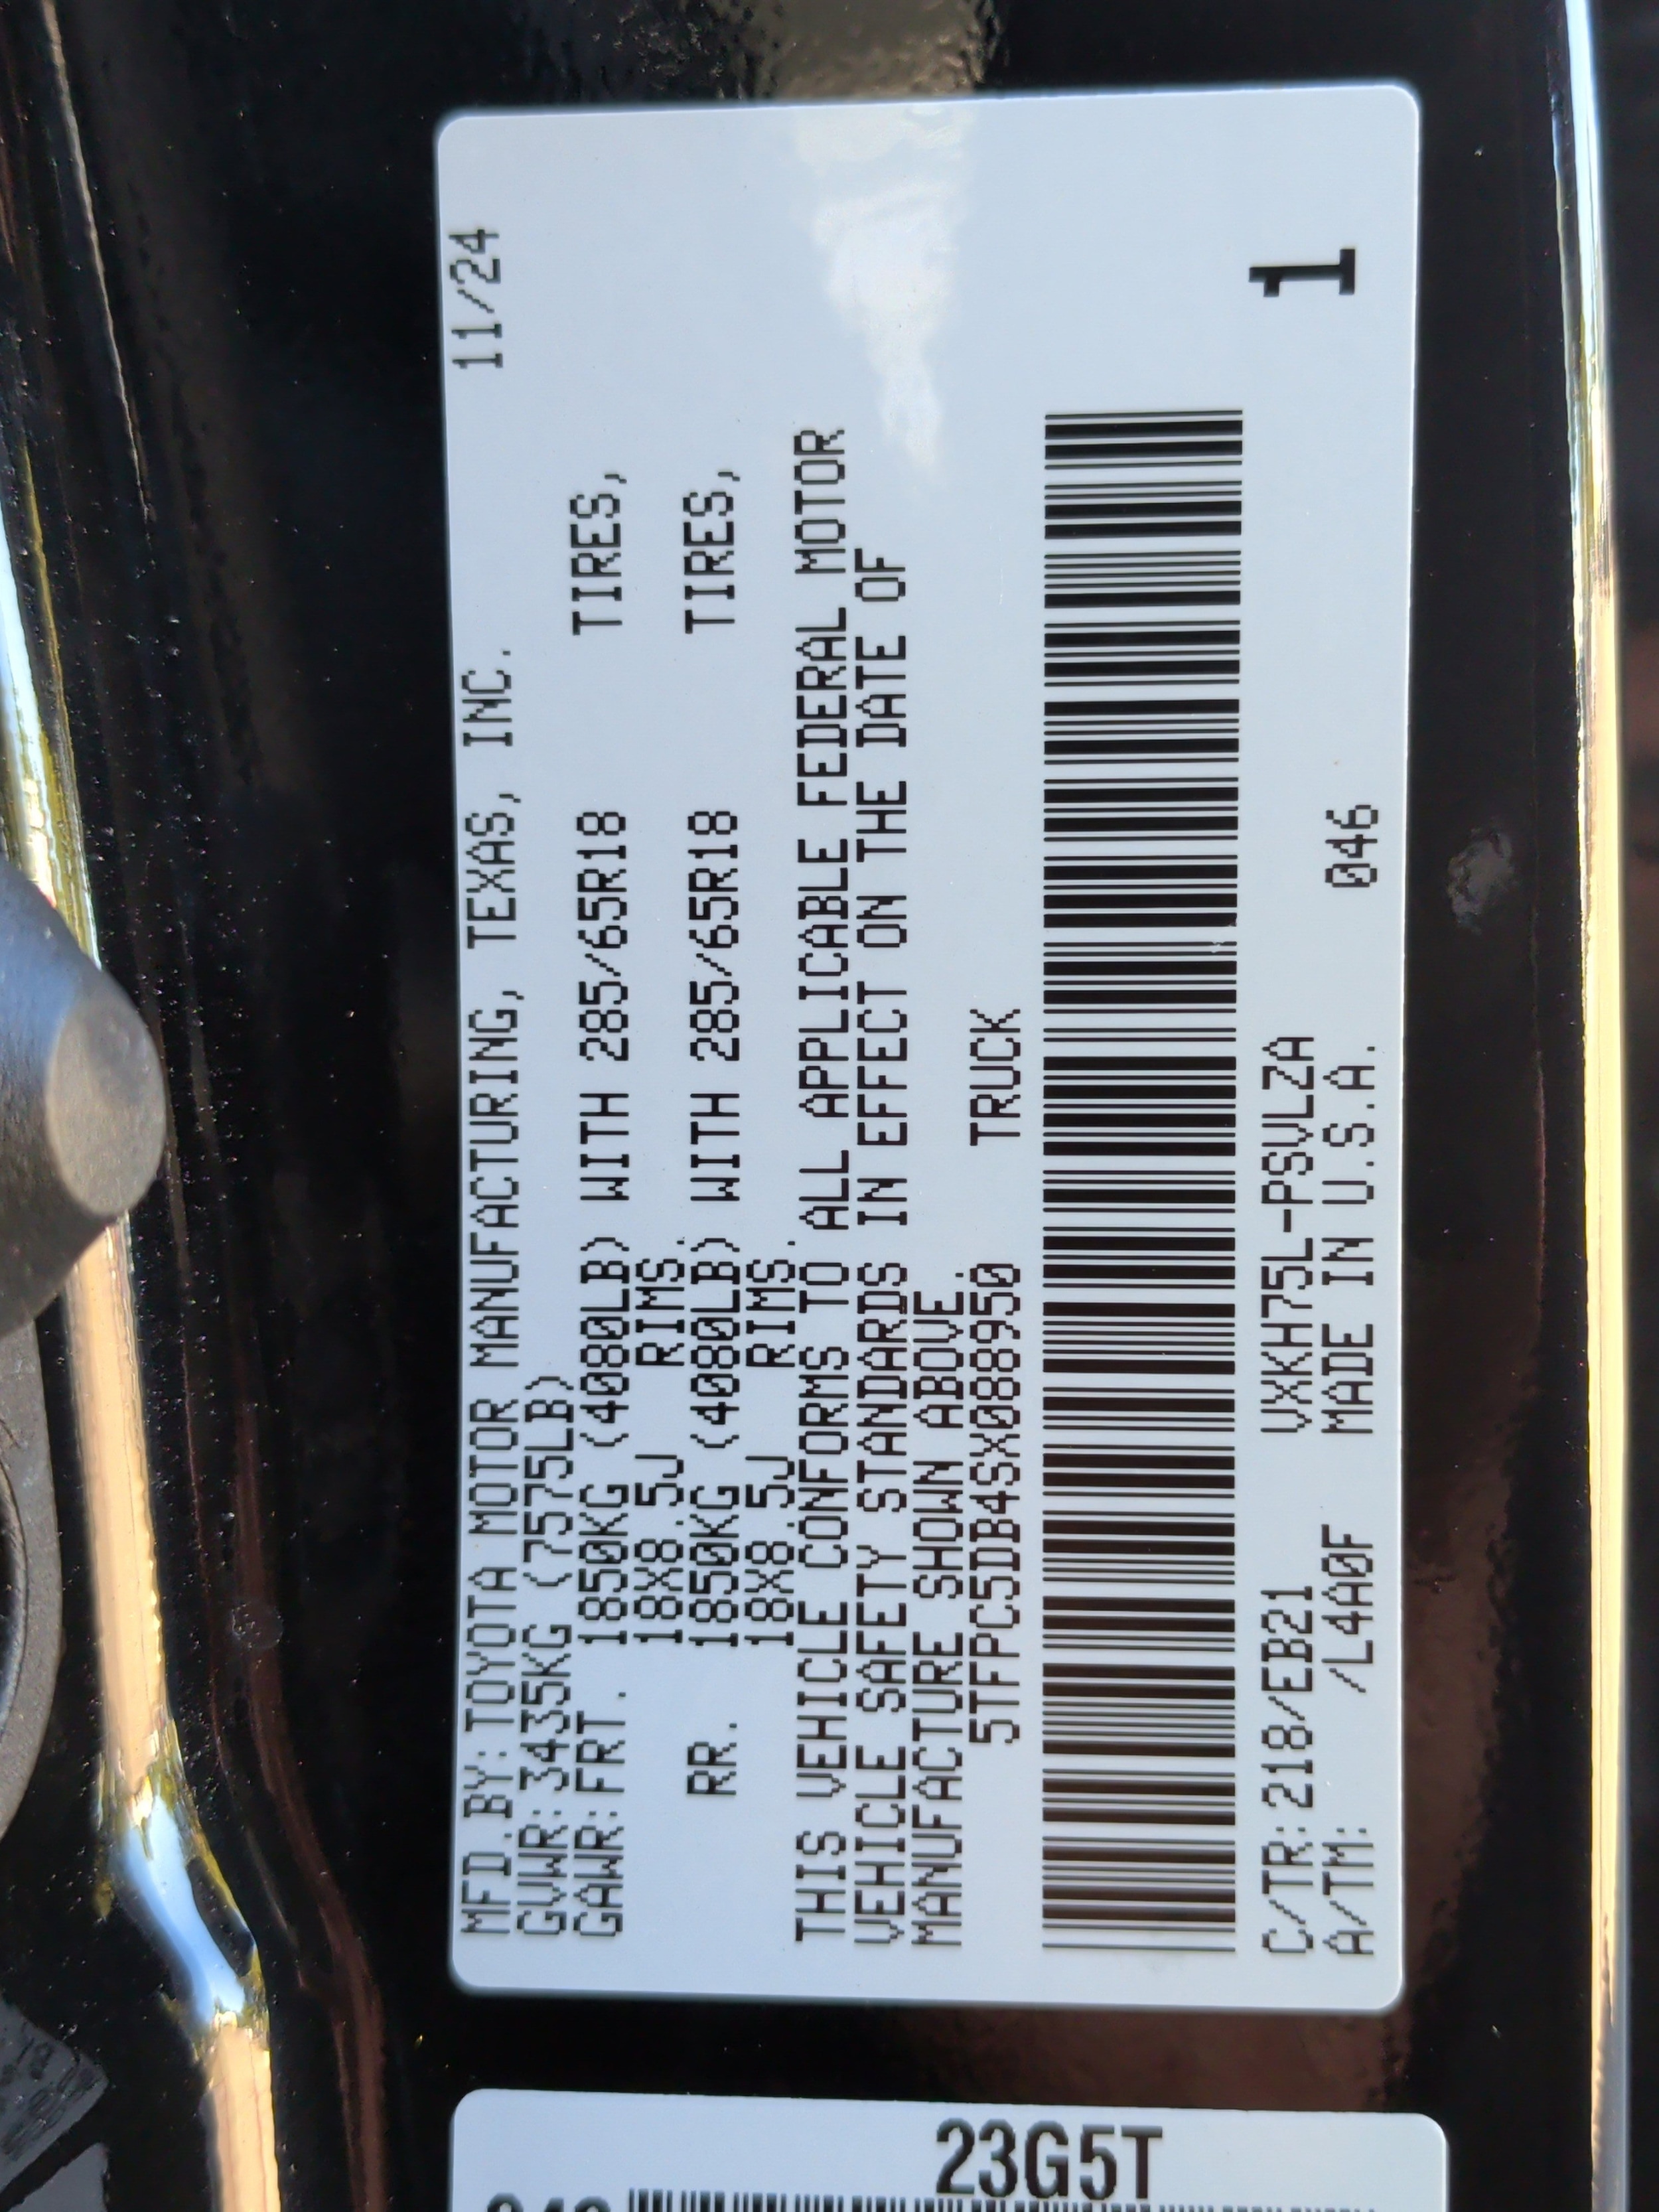 MFD.BY:TOYOTA MOTOR MANUFACTURING, TEXAS, INC. 11/24
GVWR:3435KG (7575LB)
GAWR:FRT. 1850KG (4080LB) WITH 285/65R18 TIRES,
18X8.5J RIMS.
RR. 1850KG (4080LB) WITH 285/65R18 TIRES,
18X8.5J RIMS.
THIS VEHICLE CONFORMS TO ALL APPLICABLE FEDERAL MOTOR
VEHICLE SAFETY STANDARDS IN EFFECT ON THE DATE OF
MANUFACTURE SHOWN ABOVE.
5TFPC5DB4SX088950 TRUCK
C/TR:218/EB21 VXKH75L-PSVLZA 1
A/TM: /L4A0F MADE IN U.S.A. 046
23G5T